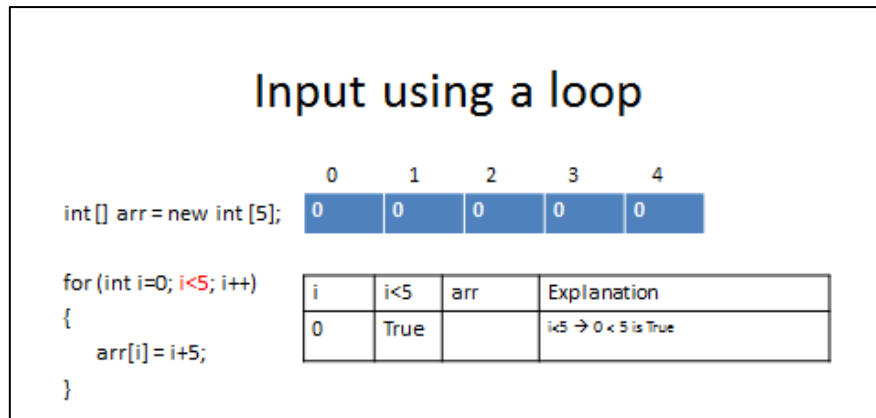 Input using a loop
0 1 2 3 4
int [] arr = new int [5]; 0 0 0 0 0
for (int i=0; i<5; i++)
{
arr[i] = i+5;
}
i i<5 arr Explanation
0 True i<5 → 0 < 5 is True